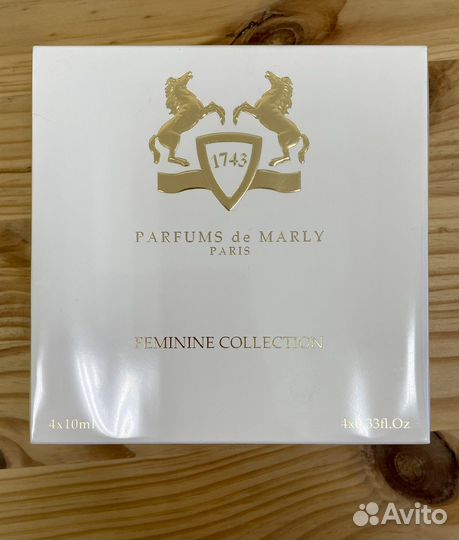 1743
PARFUMS de MARLY
PARIS
FEMININE COLLECTION
4x10ml
4x0.33fl.Oz
Avito